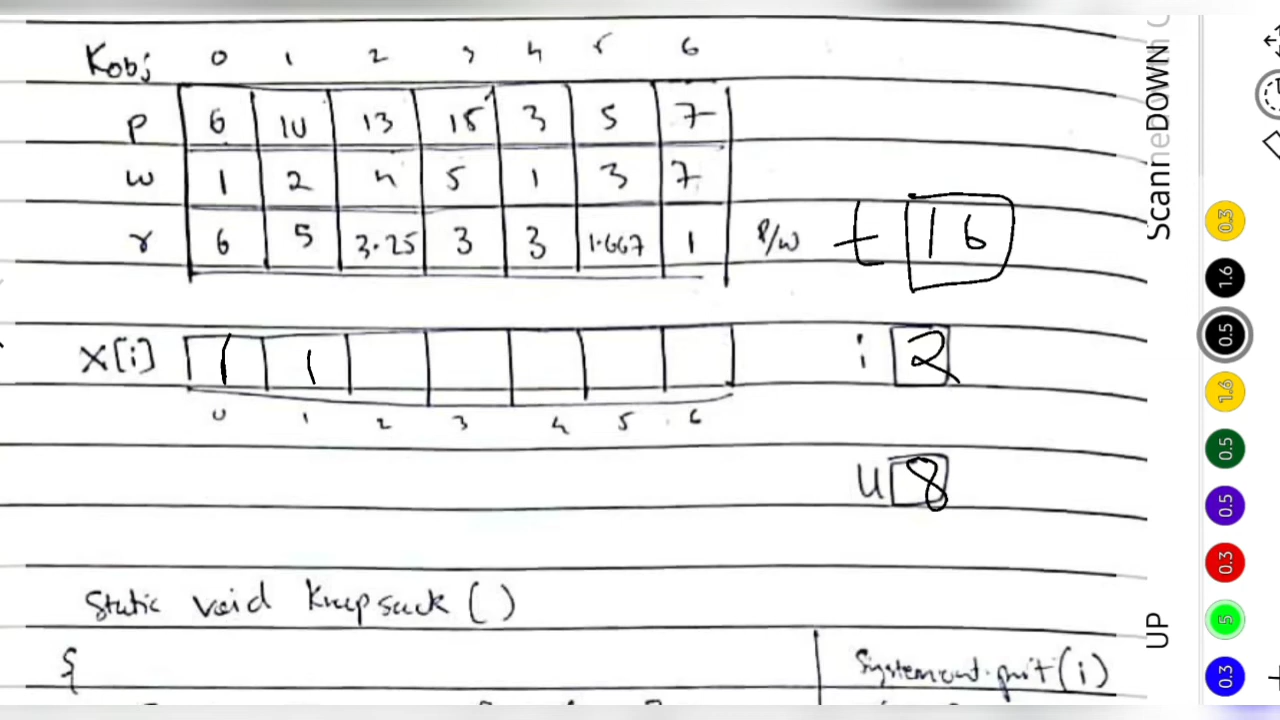 Kobj 0 1 2 3 4 5 6
P 6 10 13 15 3 5 7
w 1 2 4 5 1 3 7
r 6 5 3.25 3 3 1.667 1 P/w t 16
X[i] 1 1 i 2
0 1 2 3 4 5 6
U 8
Static void Knapsack ( )
{ System.out.print(i)
ScanneDOWN C
UP
0.3
1.6
0.5
1.6
0.5
0.5
0.3
5
0.3